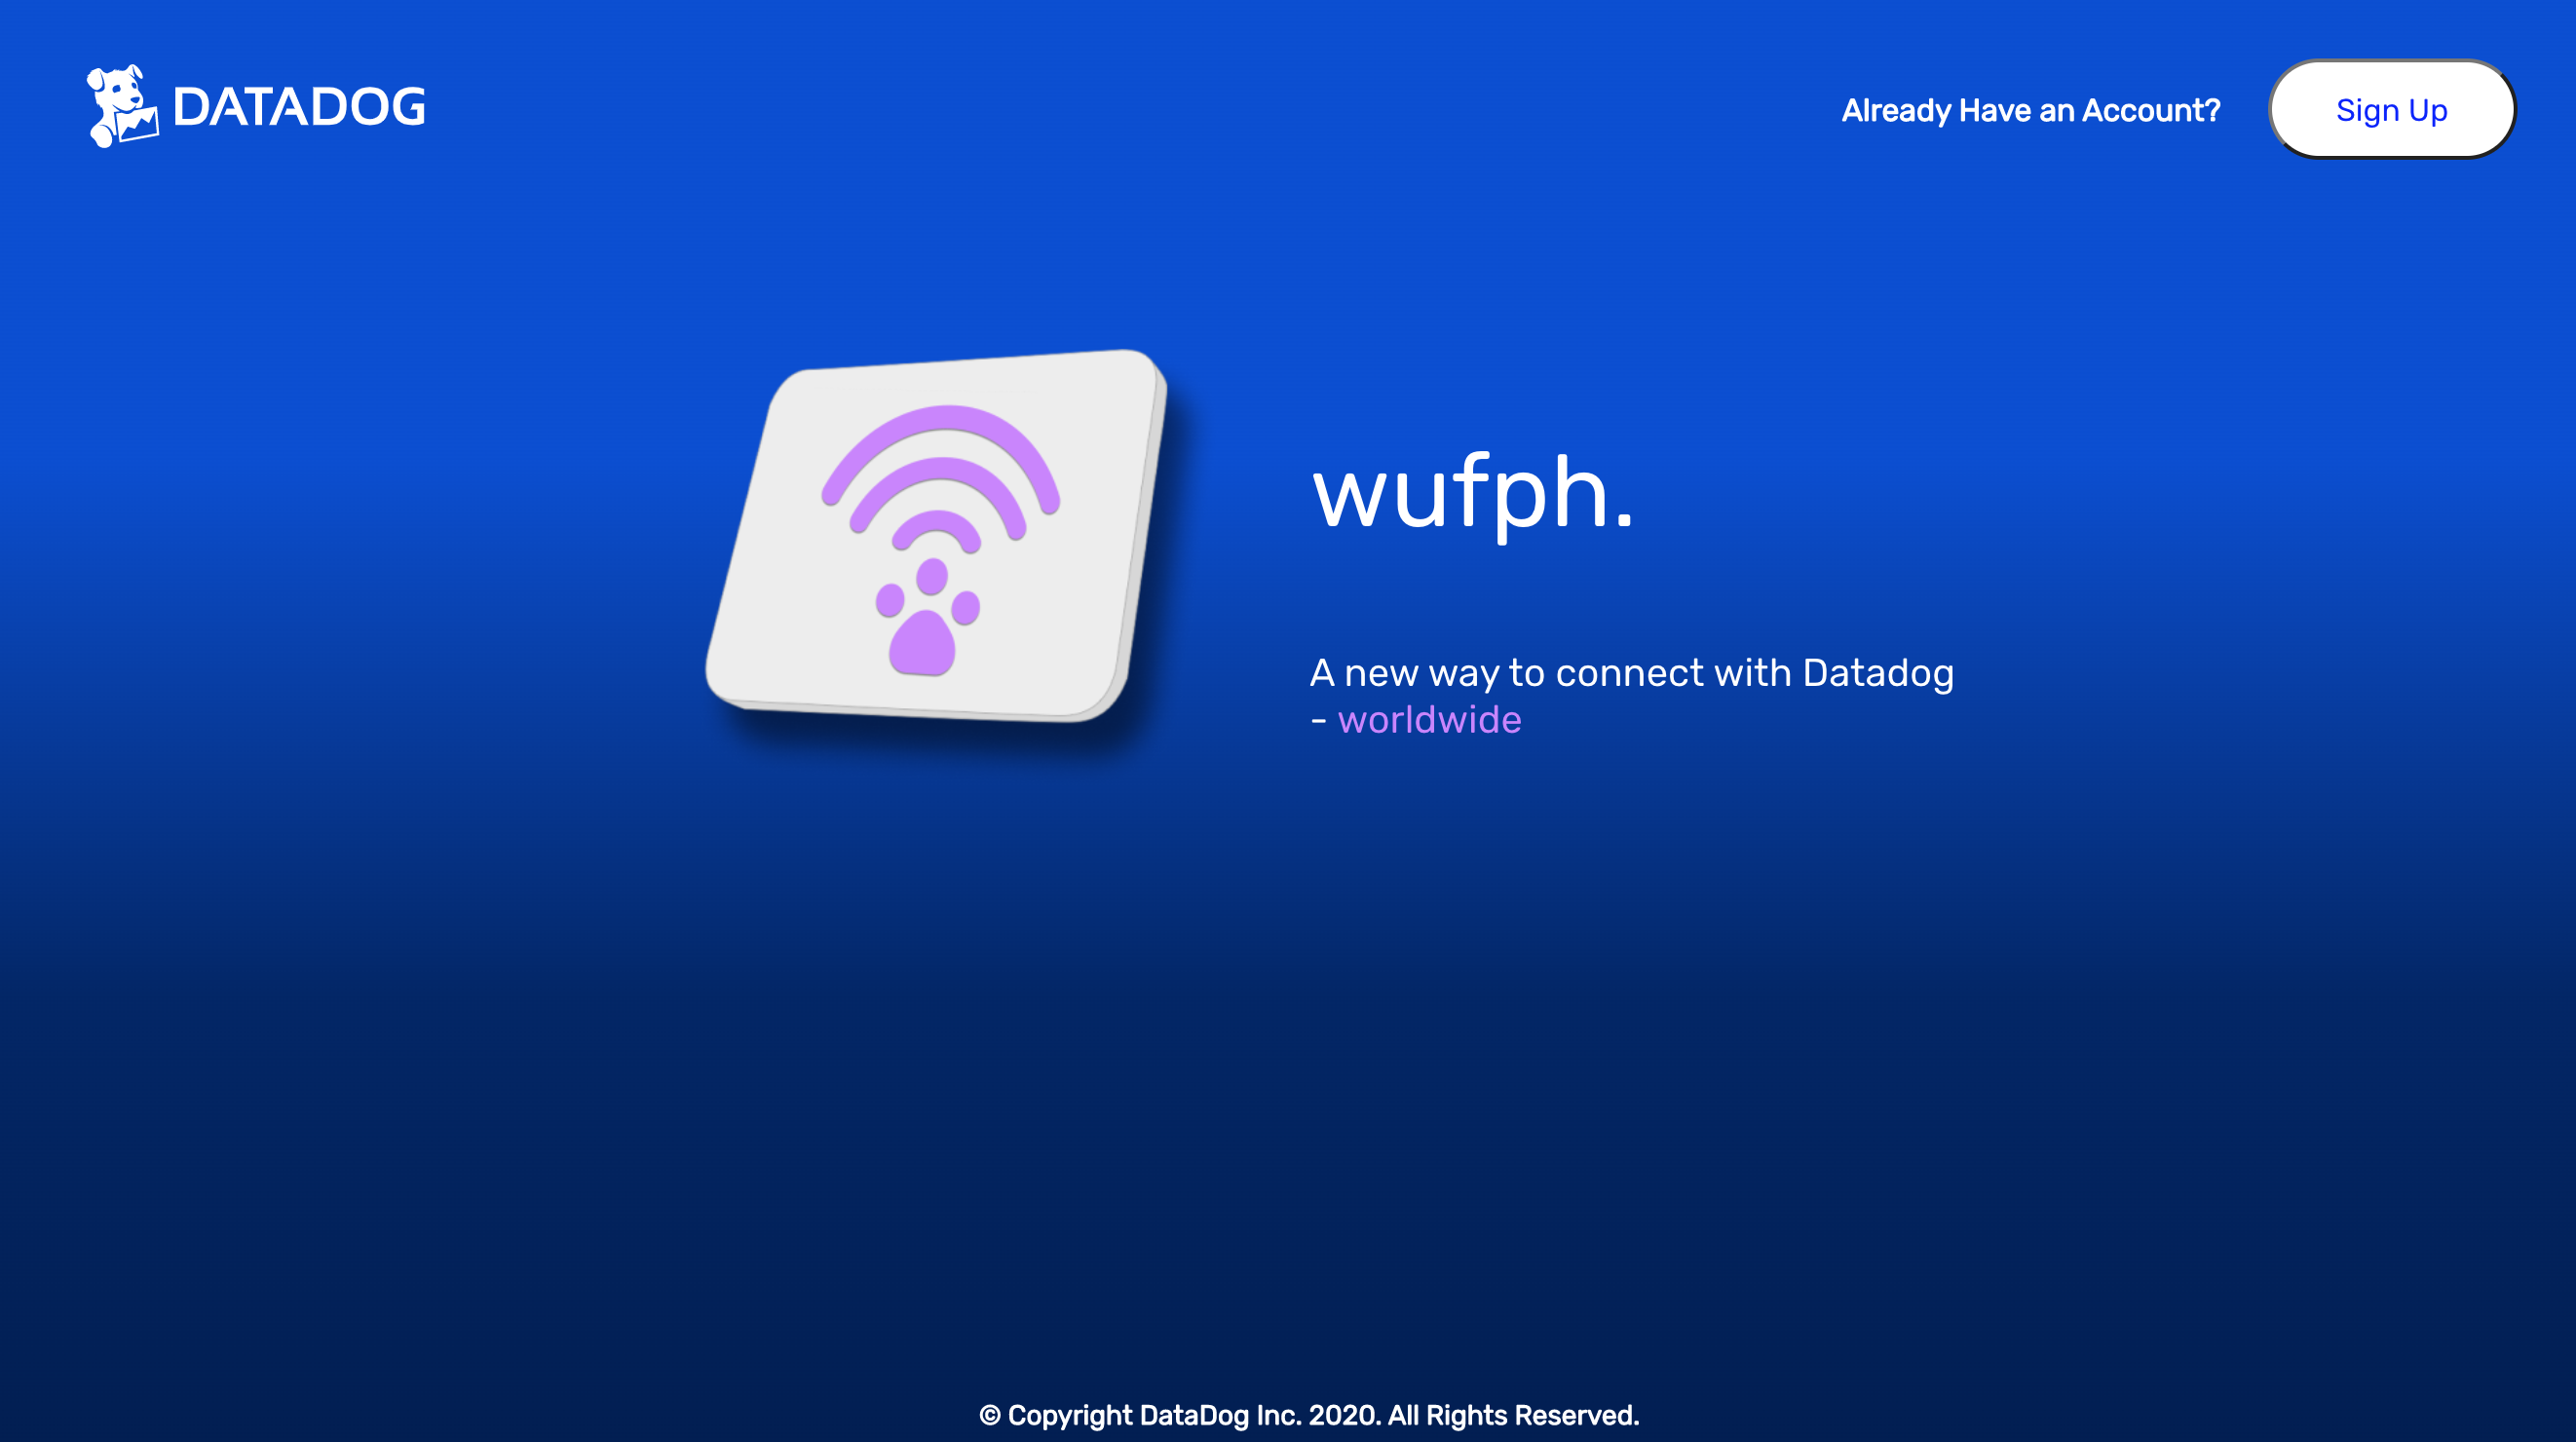 DATADOG
Already Have an Account?
Sign Up
wufph.
A new way to connect with Datadog
- worldwide
© Copyright DataDog Inc. 2020. All Rights Reserved.